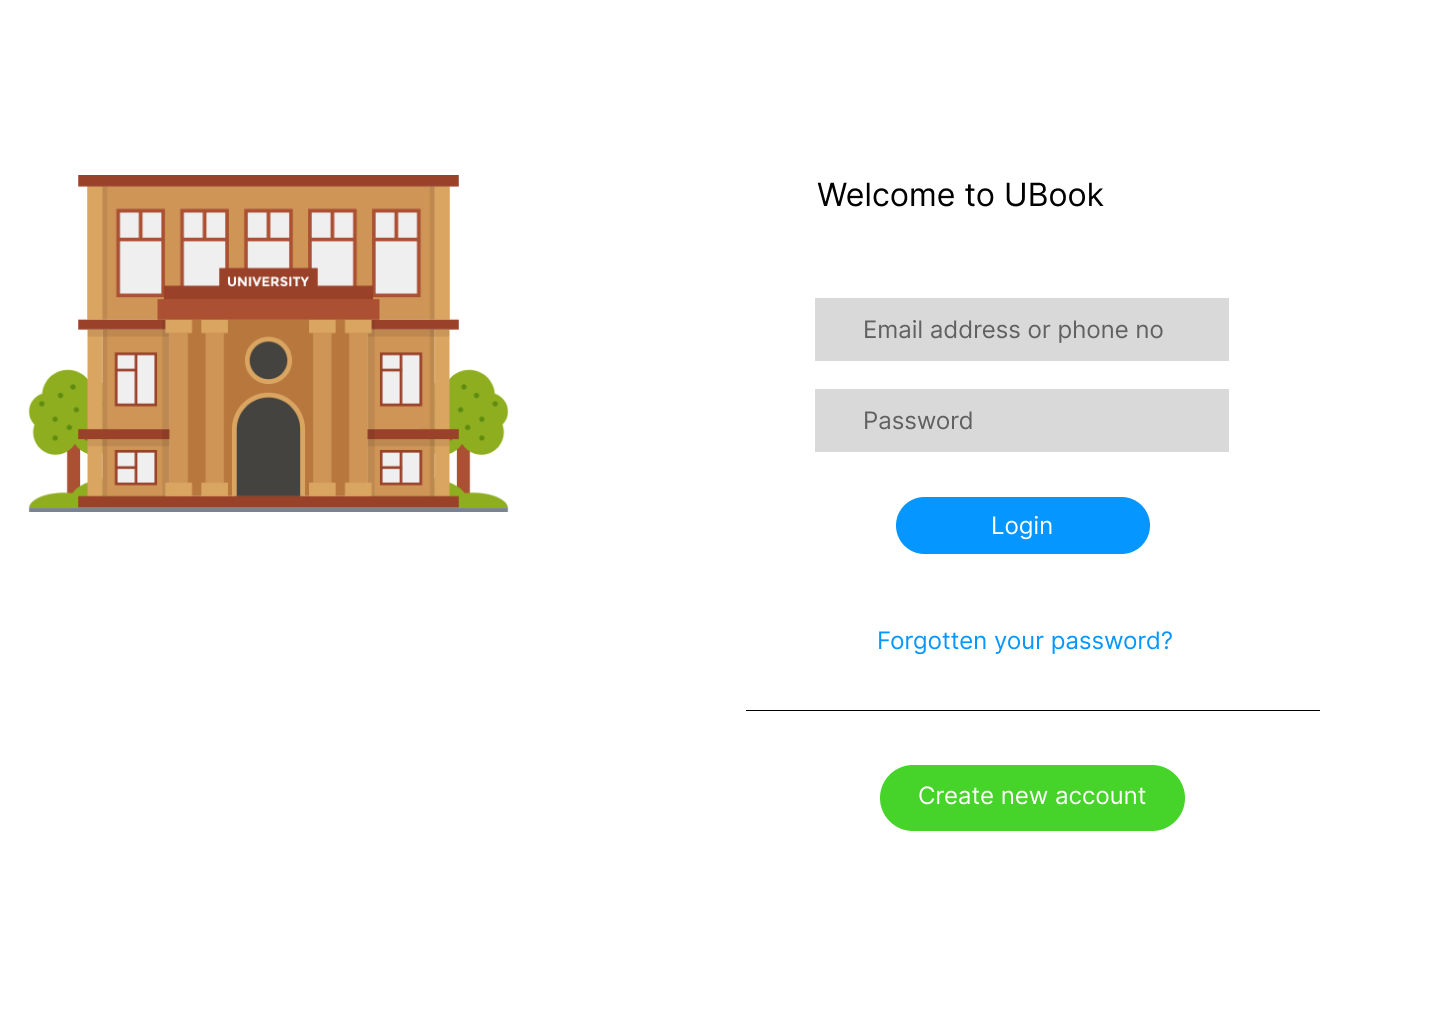 UNIVERSITY
Welcome to UBook
Email address or phone no
Password
Login
Forgotten your password?
Create new account